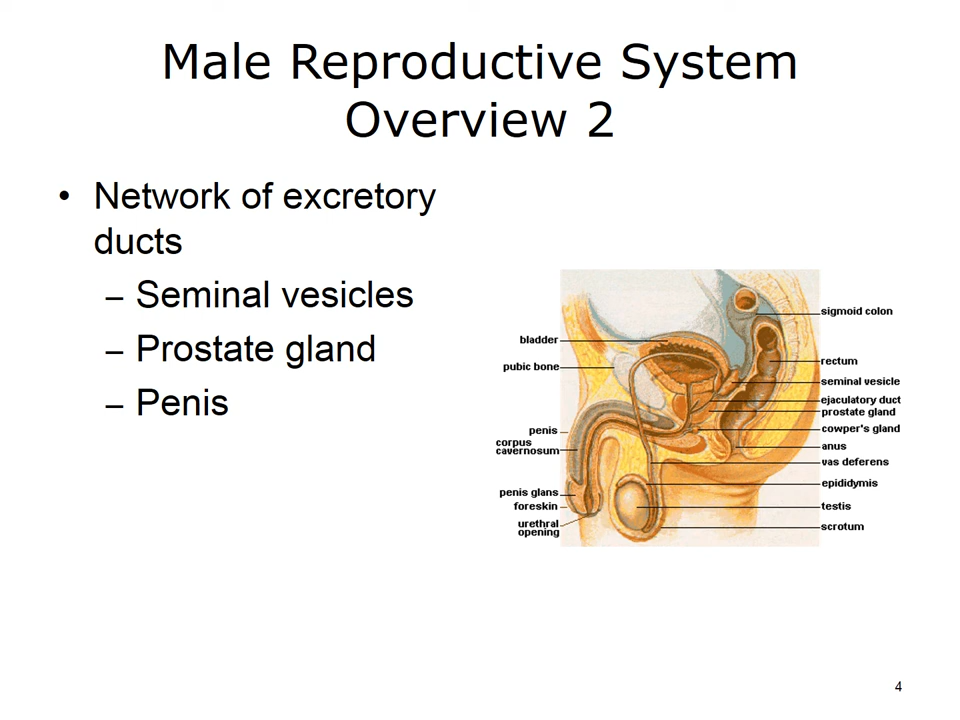 Male Reproductive System
Overview 2
• Network of excretory
ducts
– Seminal vesicles
– Prostate gland
– Penis
bladder
pubic bone
penis
corpus
cavernosum
penis glans
foreskin
urethral
opening
sigmoid colon
rectum
seminal vesicle
ejaculatory duct
prostate gland
cowper's gland
anus
vas deferens
epididymis
testis
scrotum
4